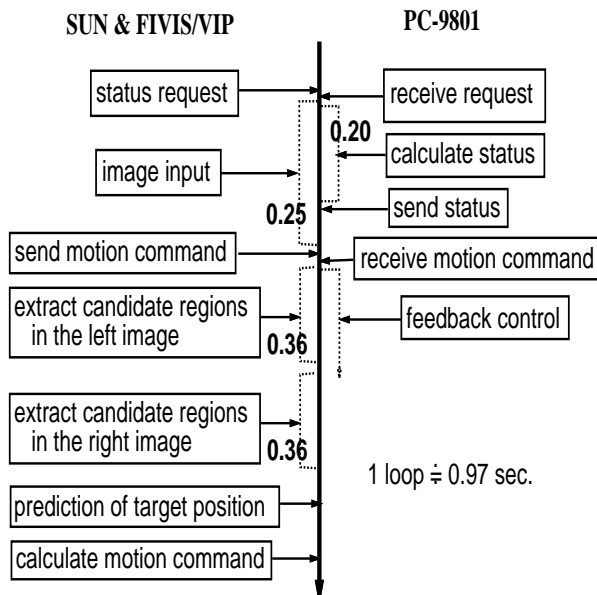 SUN & FIVIS/VIP
PC-9801
status request
receive request
0.20
calculate status
image input
0.25
send status
send motion command
receive motion command
extract candidate regions
in the left image
0.36
feedback control
extract candidate regions
in the right image
0.36
1 loop ≑ 0.97 sec.
prediction of target position
calculate motion command